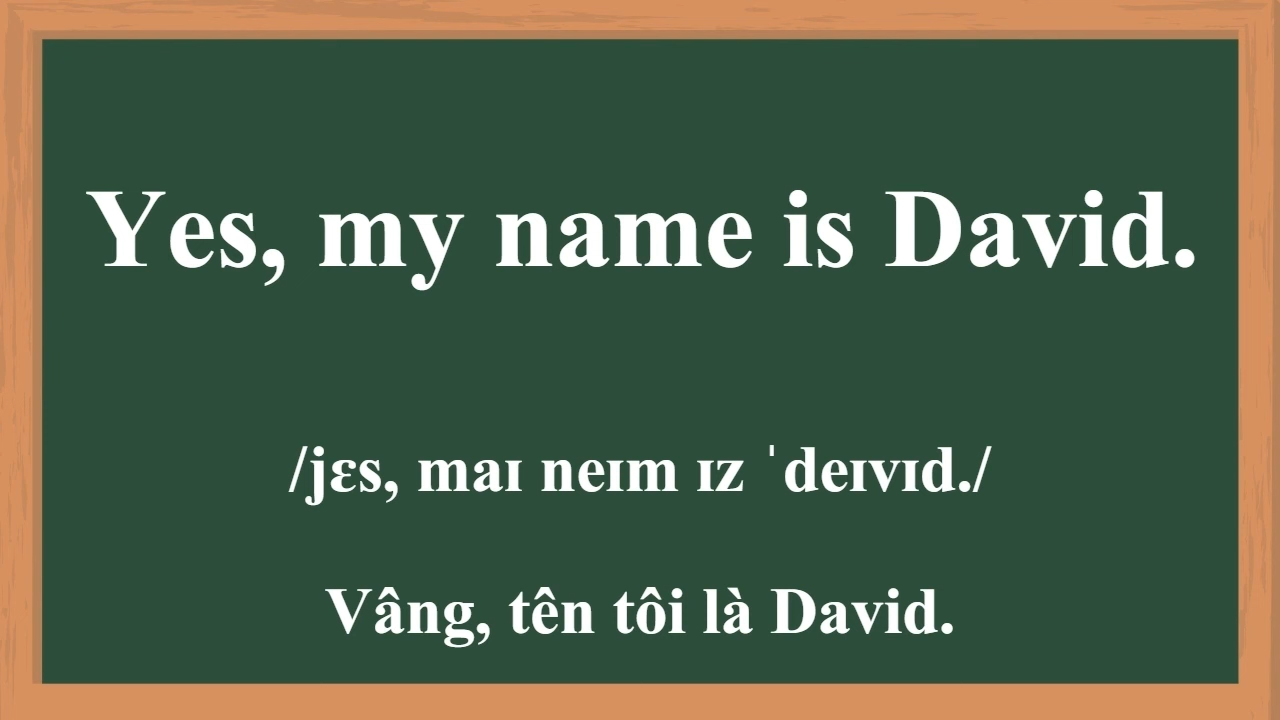 Yes, my name is David.
/jɛs, maɪ neɪm ɪz ˈdeɪvɪd./
Vâng, tên tôi là David.